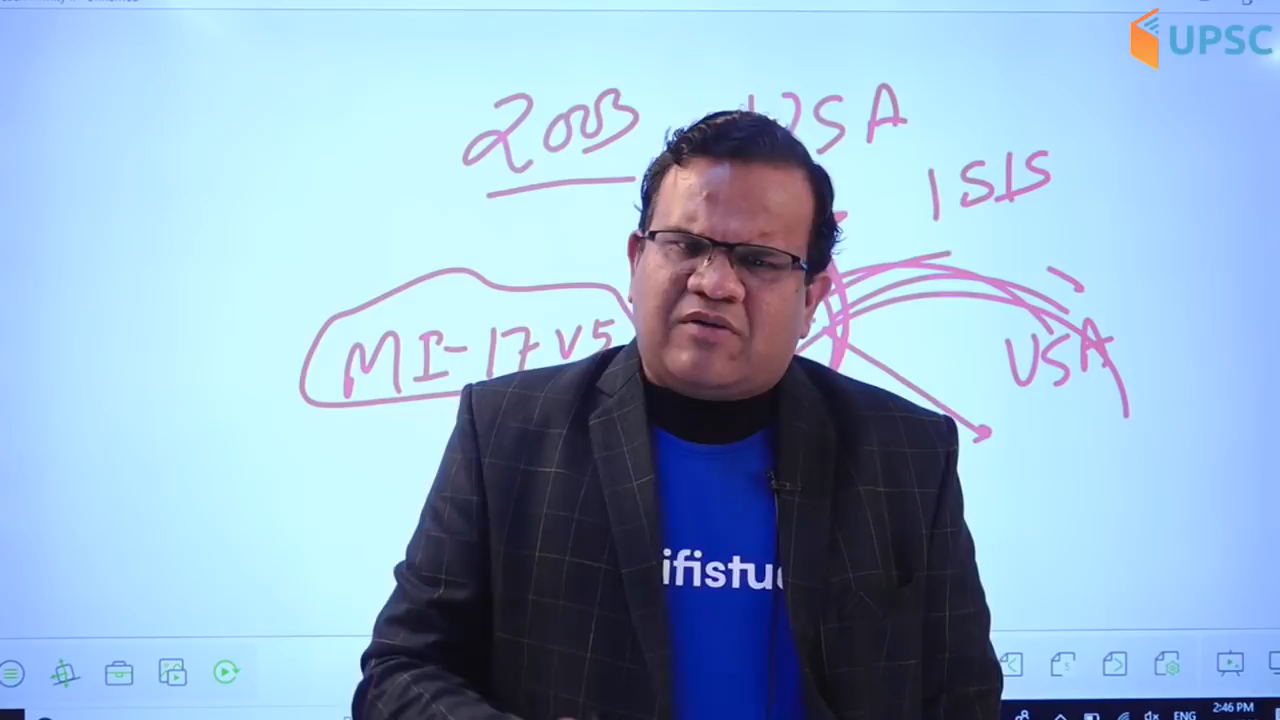 UPSC
2003 USA
ISIS
MI-17 V5
USA
ifistu
ENG
2:46 PM